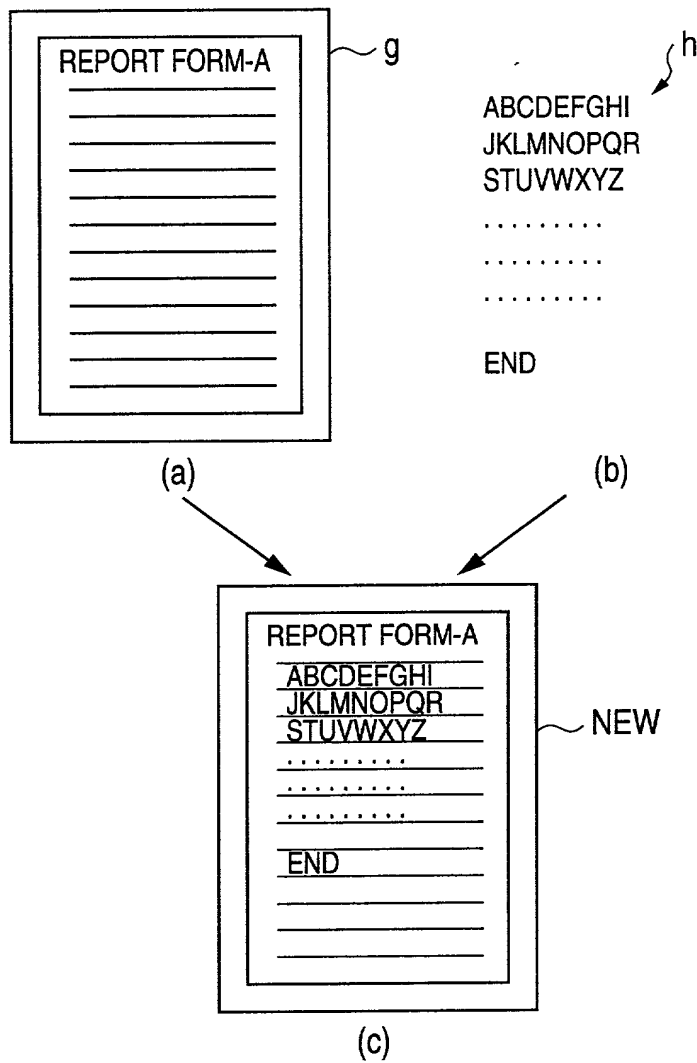 REPORT FORM-A
g
h
ABCDEFGHI
JKLMNOPQR
STUVWXYZ
. . . . . . . . .
. . . . . . . . .
. . . . . . . . .
END
(a)
(b)
REPORT FORM-A
ABCDEFGHI
JKLMNOPQR
STUVWXYZ
. . . . . . . . .
. . . . . . . . .
. . . . . . . . .
END
NEW
(c)